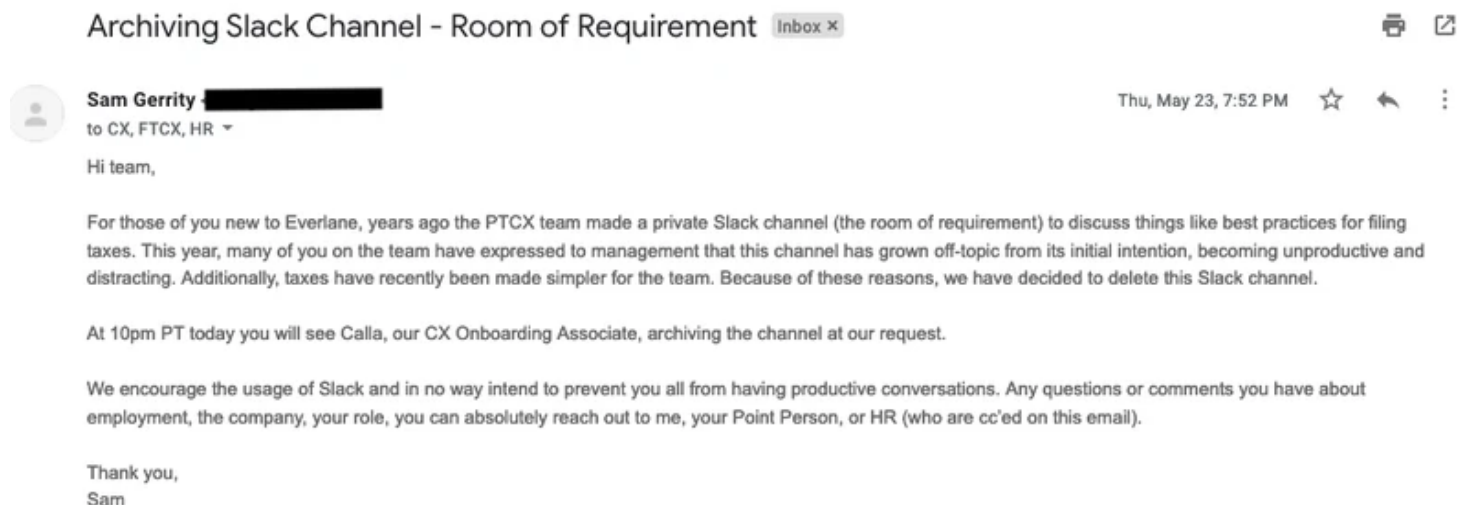 Archiving Slack Channel - Room of Requirement Inbox ×
Sam Gerrity
Thu, May 23, 7:52 PM
to CX, FTCX, HR
Hi team,
For those of you new to Everlane, years ago the PTCX team made a private Slack channel (the room of requirement) to discuss things like best practices for filing
taxes. This year, many of you on the team have expressed to management that this channel has grown off-topic from its initial intention, becoming unproductive and
distracting. Additionally, taxes have recently been made simpler for the team. Because of these reasons, we have decided to delete this Slack channel.
At 10pm PT today you will see Calla, our CX Onboarding Associate, archiving the channel at our request.
We encourage the usage of Slack and in no way intend to prevent you all from having productive conversations. Any questions or comments you have about
employment, the company, your role, you can absolutely reach out to me, your Point Person, or HR (who are cc'ed on this email).
Thank you,
Sam